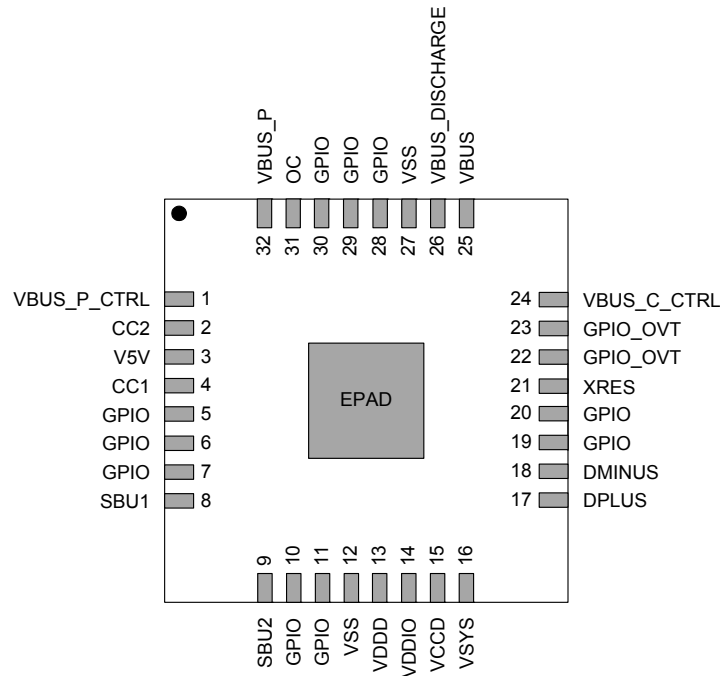 VBUS_P
OC
GPIO
GPIO
GPIO
VSS
VBUS_DISCHARGE
VBUS
32
31
30
29
28
27
26
25
VBUS_P_CTRL 1
CC2 2
V5V 3
CC1 4
GPIO 5
GPIO 6
GPIO 7
SBU1 8
EPAD
24 VBUS_C_CTRL
23 GPIO_OVT
22 GPIO_OVT
21 XRES
20 GPIO
19 GPIO
18 DMINUS
17 DPLUS
9
10
11
12
13
14
15
16
SBU2
GPIO
GPIO
VSS
VDDD
VDDIO
VCCD
VSYS